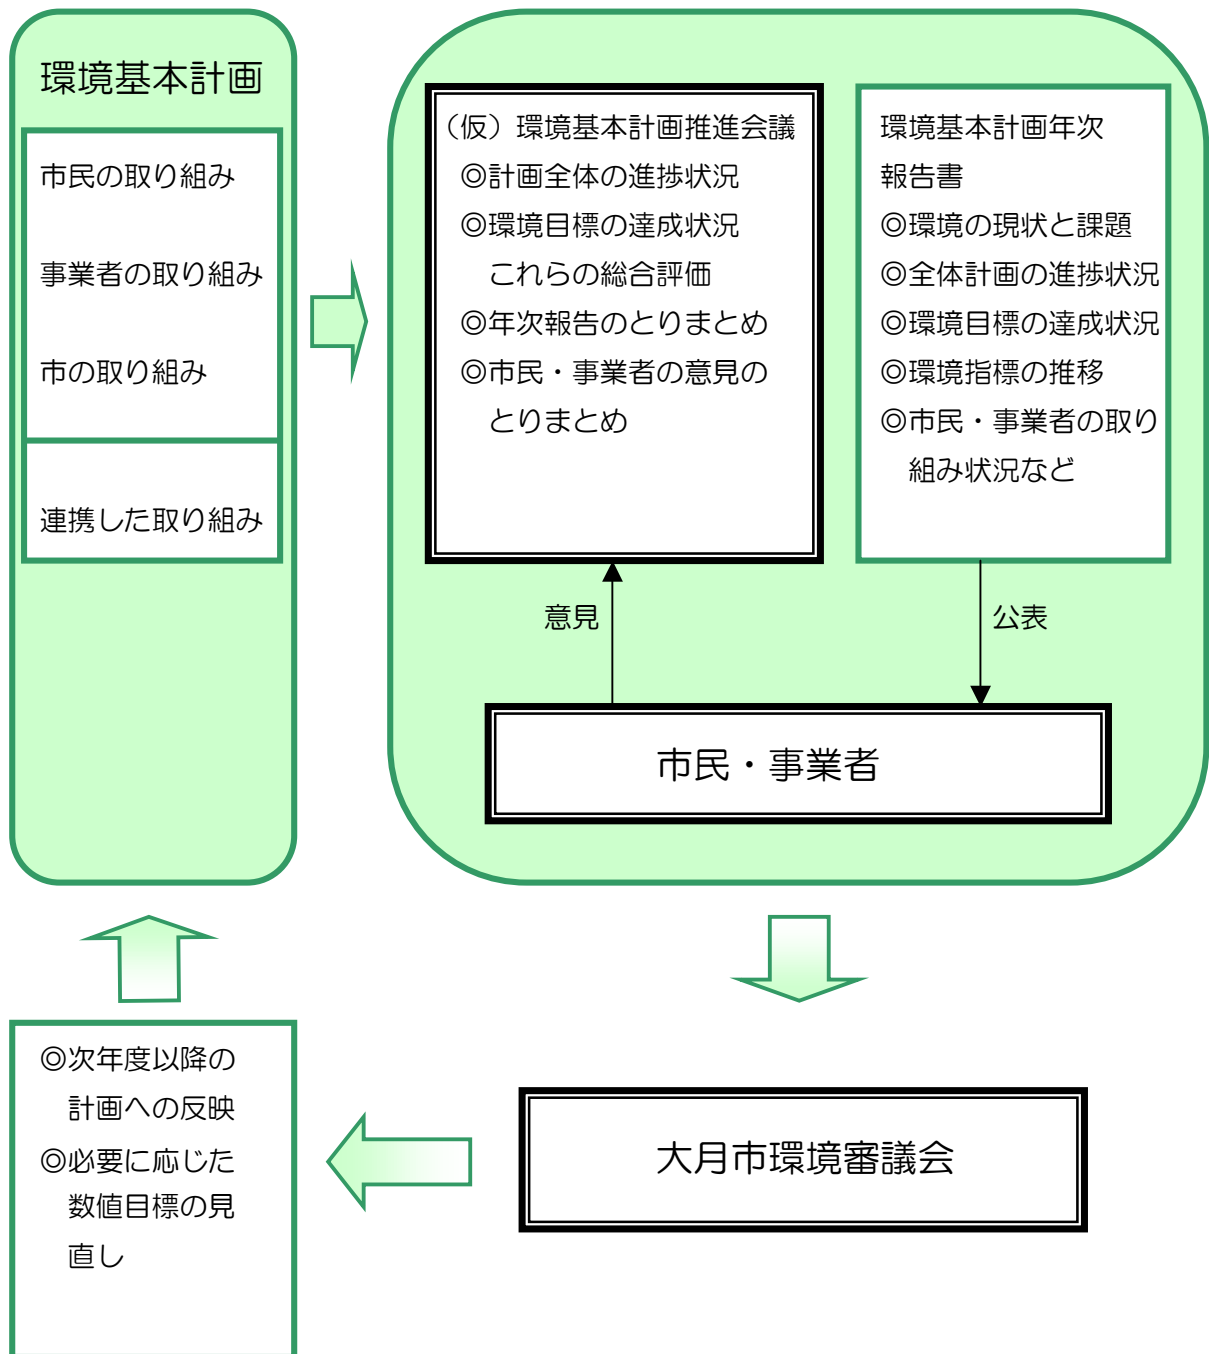 環境基本計画
市民の取り組み
事業者の取り組み
市の取り組み
連携した取り組み
（仮）環境基本計画推進会議
◎計画全体の進捗状況
◎環境目標の達成状況
これらの総合評価
◎年次報告のとりまとめ
◎市民・事業者の意見の
とりまとめ
環境基本計画年次
報告書
◎環境の現状と課題
◎全体計画の進捗状況
◎環境目標の達成状況
◎環境指標の推移
◎市民・事業者の取り
組み状況など
意見
公表
市民・事業者
大月市環境審議会
◎次年度以降の
計画への反映
◎必要に応じた
数値目標の見
直し